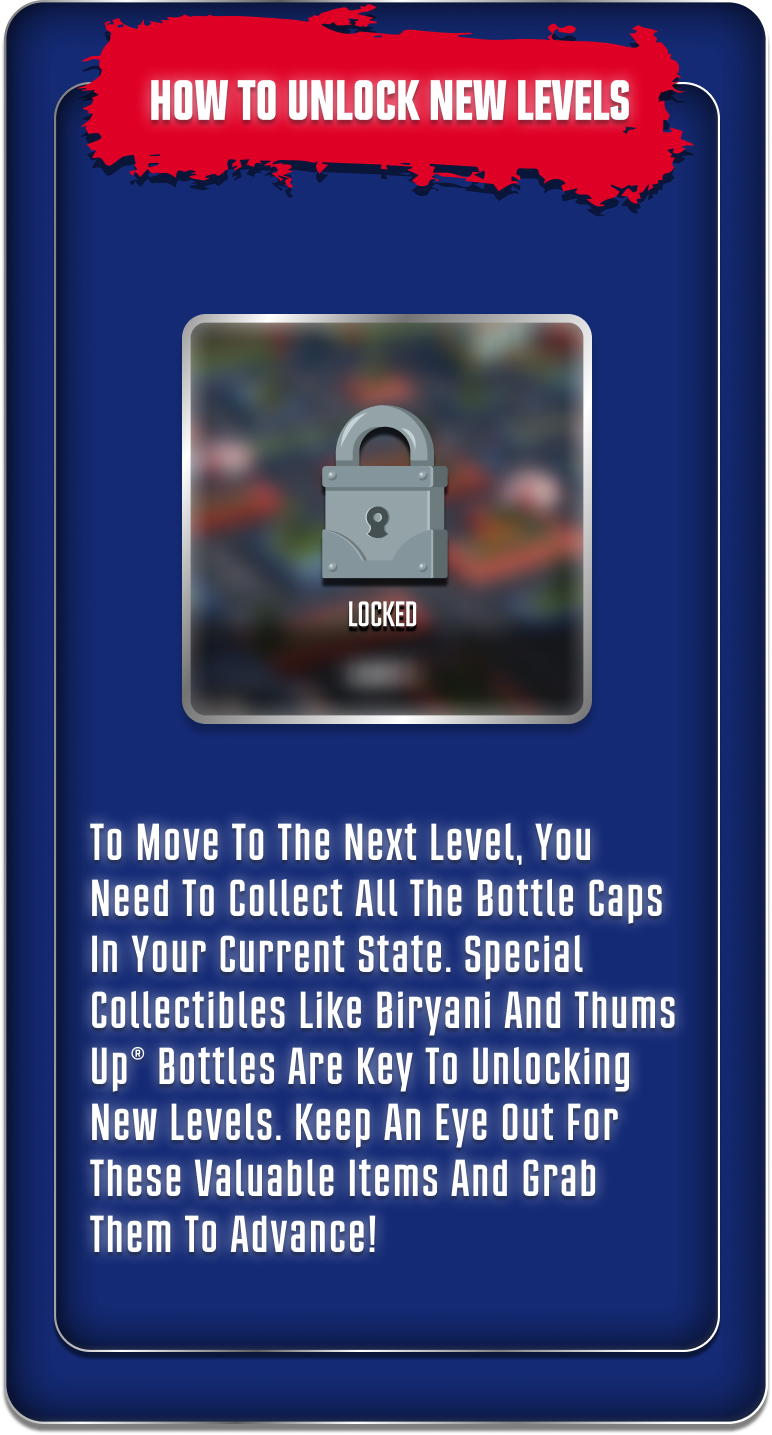 HOW TO UNLOCK NEW LEVELS
LOCKED
To Move To The Next Level, You
Need To Collect All The Bottle Caps
In Your Current State. Special
Collectibles Like Biryani And Thums
Up® Bottles Are Key To Unlocking
New Levels. Keep An Eye Out For
These Valuable Items And Grab
Them To Advance!